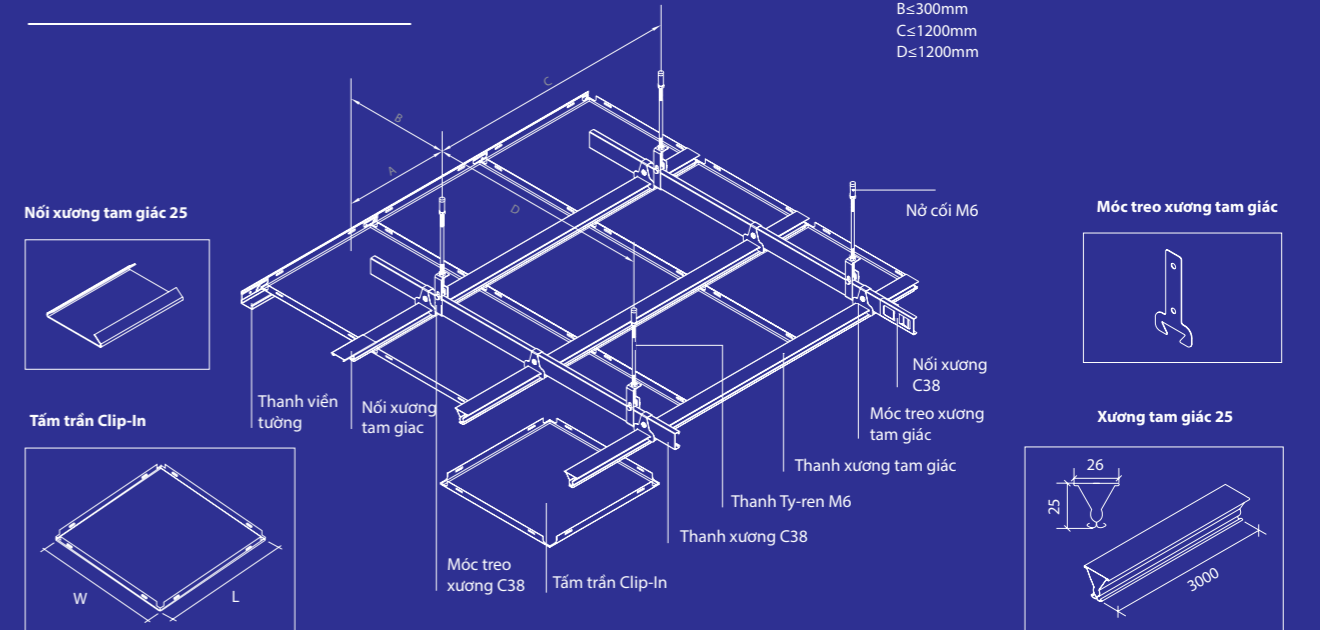 B≤300mm
C≤1200mm
D≤1200mm
C
B
A
D
Nối xương tam giác 25
Nở cối M6
Móc treo xương tam giác
Nối xương
C38
Thanh viền
tường
Nối xương
tam giac
Móc treo xương
tam giác
Tấm trần Clip-In
Xương tam giác 25
Thanh xương tam giác
26
25
3000
Thanh Ty-ren M6
Thanh xương C38
Móc treo
xương C38
Tấm trần Clip-In
W
L